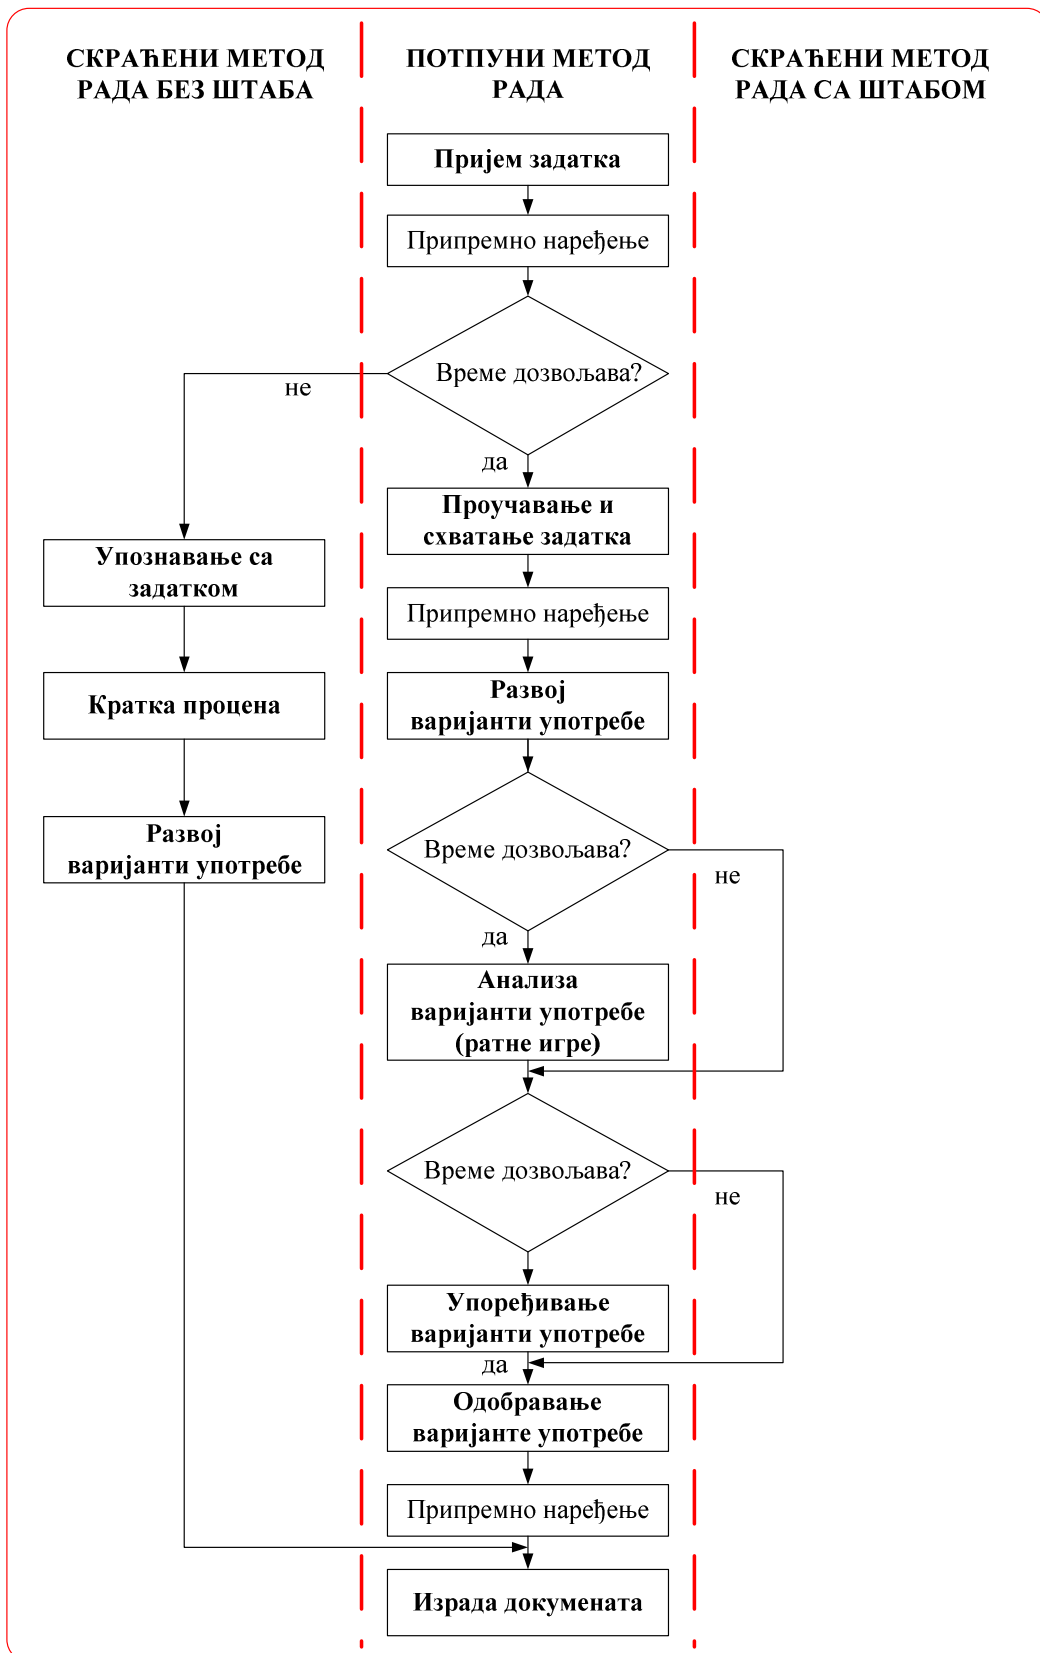 СКРАЋЕНИ МЕТОД
РАДА БЕЗ ШТАБА
ПОТПУНИ МЕТОД
РАДА
СКРАЋЕНИ МЕТОД
РАДА СА ШТАБОМ
Пријем задатка
Припремно наређење
Време дозвољава?
не
да
Проучавање и
схватање задатка
Упознавање са
задатком
Припремно наређење
Кратка процена
Развој
варијанти употребе
Развој
варијанти употребе
Време дозвољава?
не
да
Анализа
варијанти употребе
(ратне игре)
Време дозвољава?
не
Упоређивање
варијанти употребе
да
Одобравање
варијанте употребе
Припремно наређење
Израда докумената